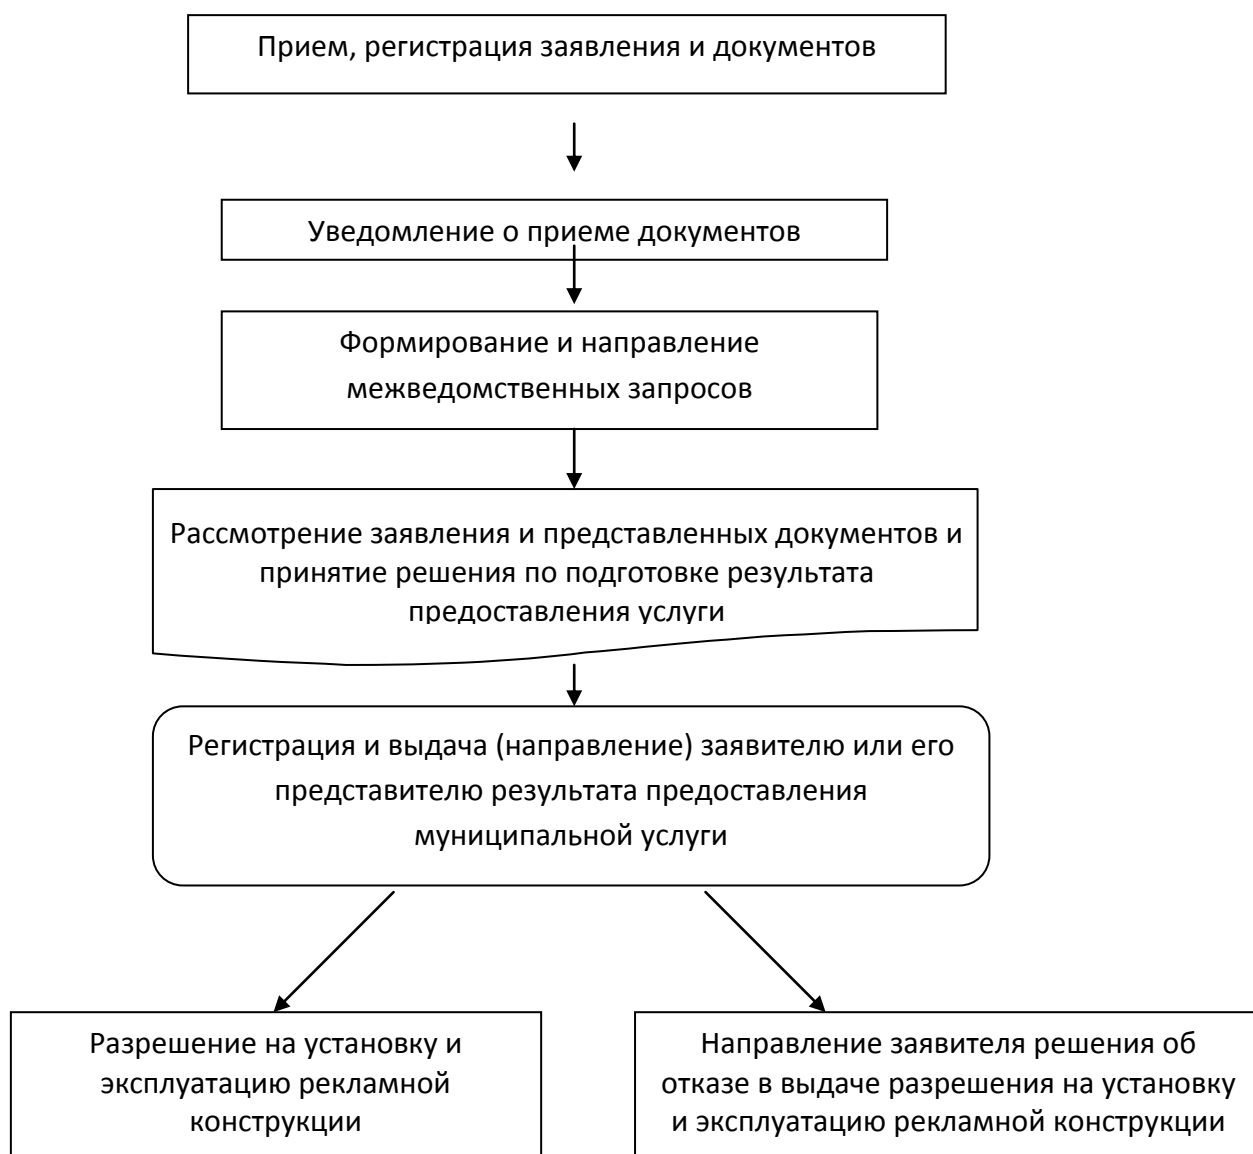 Прием, регистрация заявления и документов
Уведомление о приеме документов
Формирование и направление
межведомственных запросов
Рассмотрение заявления и представленных документов и
принятие решения по подготовке результата
предоставления услуги
Регистрация и выдача (направление) заявителю или его
представителю результата предоставления
муниципальной услуги
Разрешение на установку и
эксплуатацию рекламной
конструкции
Направление заявителя решения об
отказе в выдаче разрешения на установку
и эксплуатацию рекламной конструкции